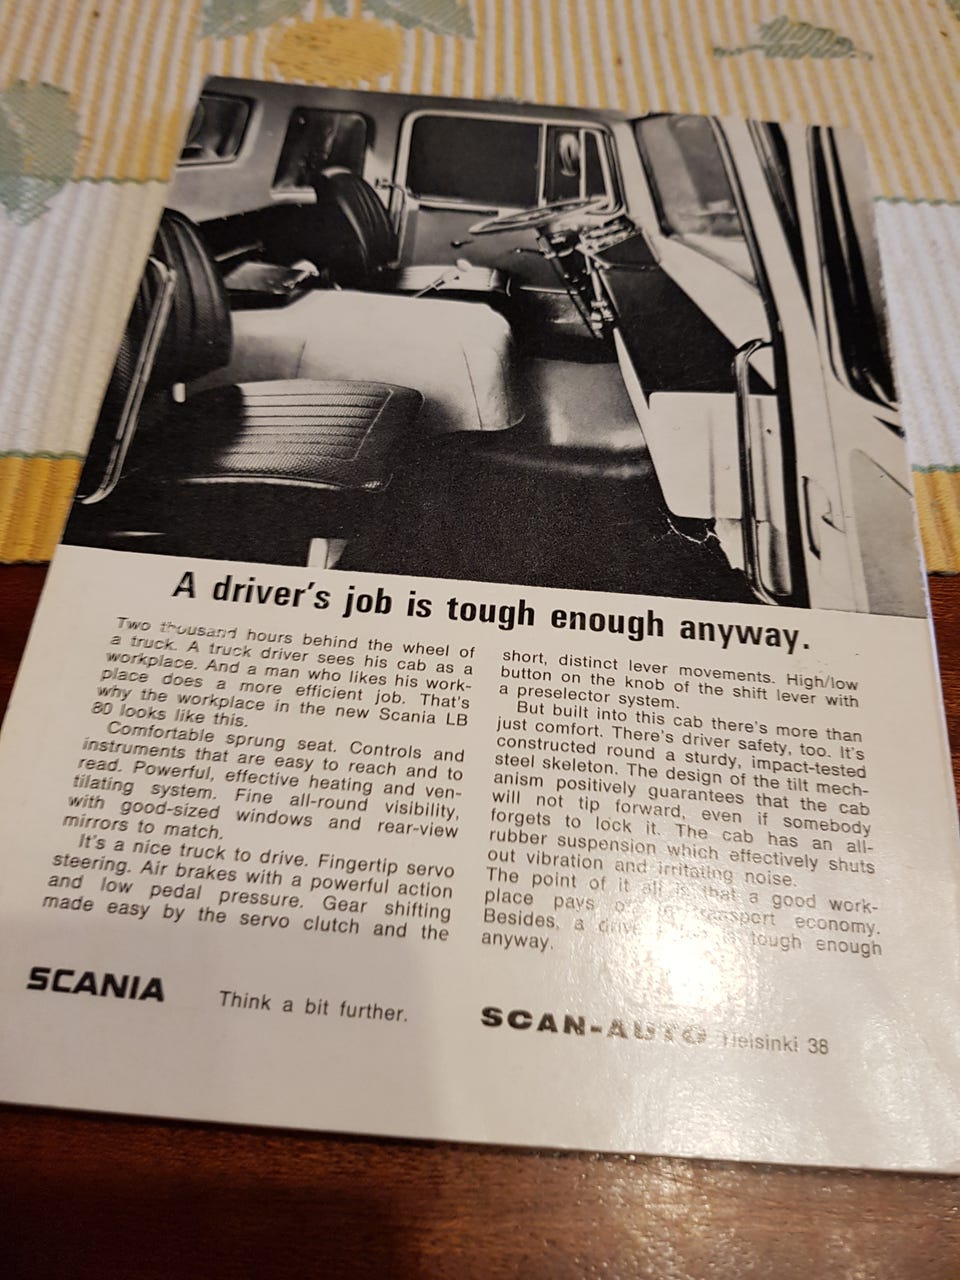 A driver's job is tough enough anyway.
Two thousand hours behind the wheel of
a truck. A truck driver sees his cab as a
workplace. And a man who likes his work-
place does a more efficient job. That's
why the workplace in the new Scania LB
80 looks like this.
Comfortable sprung seat. Controls and
instruments that are easy to reach and to
read. Powerful, effective heating and ven-
tilating system. Fine all-round visibility,
with good-sized windows and rear-view
mirrors to match.
It's a nice truck to drive. Fingertip servo
steering. Air brakes with a powerful action
and low pedal pressure. Gear shifting
made easy by the servo clutch and the
short, distinct lever movements. High/low
button on the knob of the shift lever with
a preselector system.
But built into this cab there's more than
just comfort. There's driver safety, too. It's
constructed round a sturdy, impact-tested
steel skeleton. The design of the tilt mech-
anism positively guarantees that the cab
will not tip forward, even if somebody
forgets to lock it. The cab has an all-
rubber suspension which effectively shuts
out vibration and irritating noise.
The point of it all is that a good work-
place pays transport economy.
Besides, a tough enough
anyway.
SCANIA
Think a bit further.
SCAN-AUTO Helsinki 38